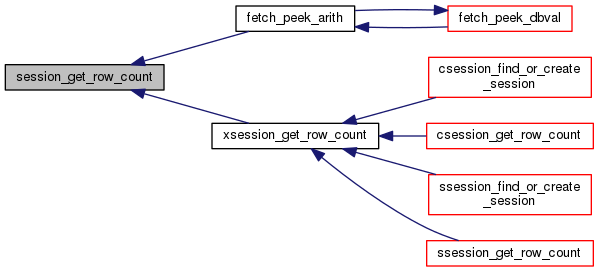 fetch_peek_arith
fetch_peek_dbval
session_get_row_count
csession_find_or_create
_session
xsession_get_row_count
csession_get_row_count
ssession_find_or_create
_session
ssession_get_row_count